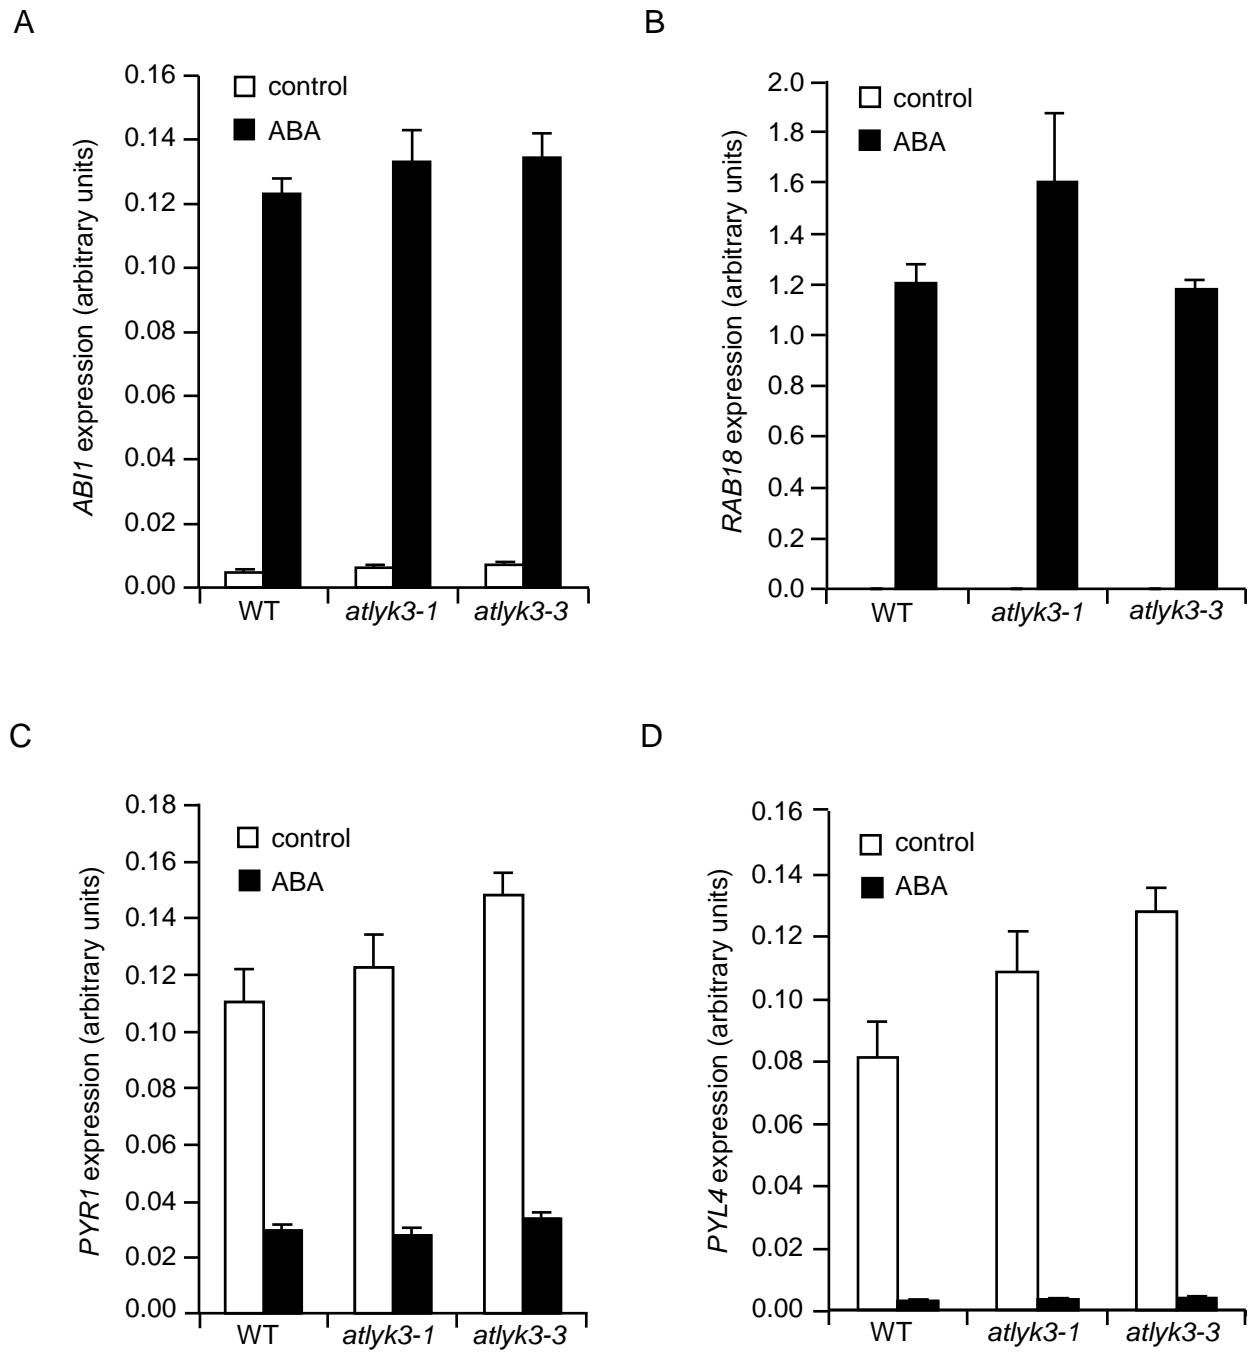 A
ABI1 expression (arbitrary units)
0.16
0.14
0.12
0.10
0.08
0.06
0.04
0.02
0.00
control
ABA
WT
atlyk3-1
atlyk3-3
B
RAB18 expression (arbitrary units)
2.0
1.8
1.6
1.4
1.2
1.0
0.8
0.6
0.4
0.2
0.0
control
ABA
WT
atlyk3-1
atlyk3-3
C
PYR1 expression (arbitrary units)
0.18
0.16
0.14
0.12
0.10
0.08
0.06
0.04
0.02
0.00
control
ABA
WT
atlyk3-1
atlyk3-3
D
PYL4 expression (arbitrary units)
0.16
0.14
0.12
0.10
0.08
0.06
0.04
0.02
0.00
control
ABA
WT
atlyk3-1
atlyk3-3